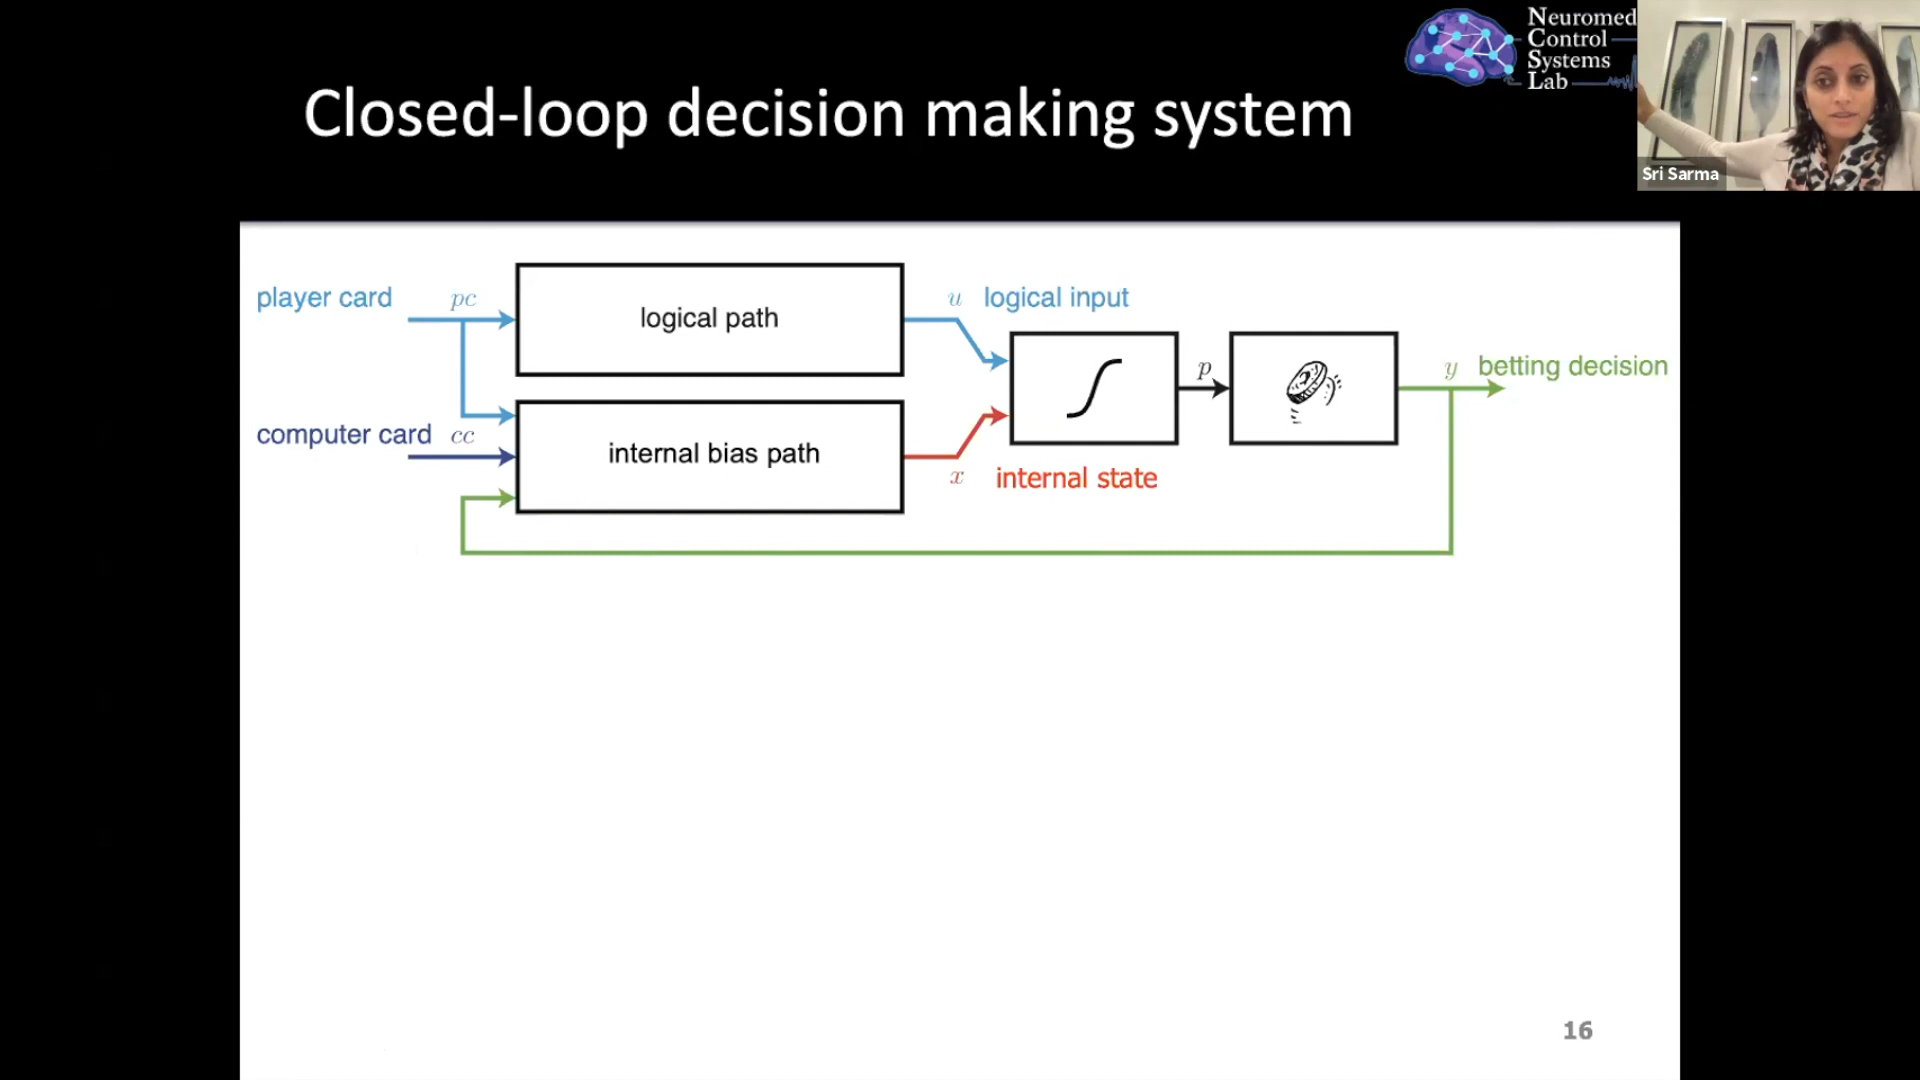 Neuromed
Control
Systems
Lab
Sri Sarma
Closed-loop decision making system
player card pc
logical path
u logical input
computer card cc
internal bias path
x internal state
p
y betting decision
16